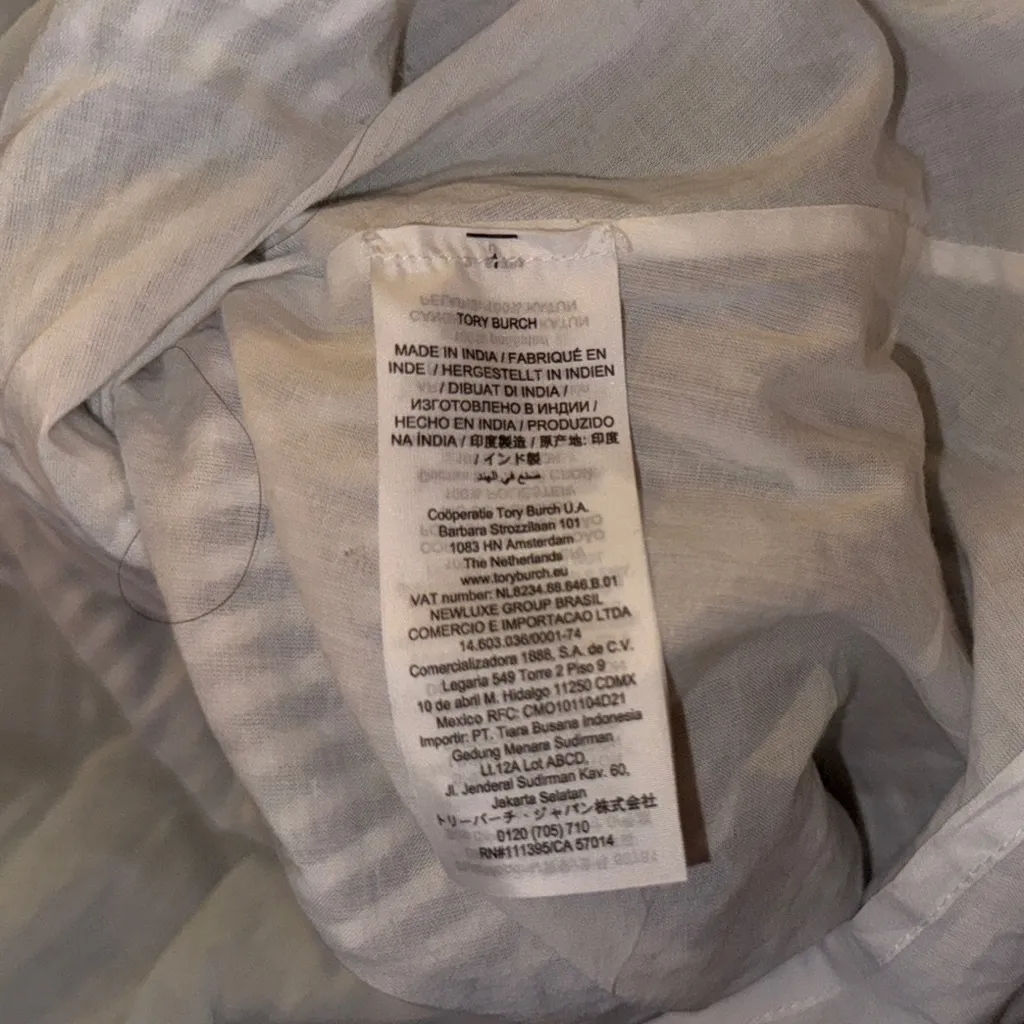 TORY BURCH
MADE IN INDIA / FABRIQUÉ EN
INDE / HERGESTELLT IN INDIEN
/ DIBUAT DI INDIA /
ИЗГОТОВЛЕНО В ИНДИИ /
HECHO EN INDIA / PRODUZIDO
NA ÍNDIA / 印度製造 / 原产地: 印度
/ インド製
صنع في الهند
Coöperatie Tory Burch U.A.
Barbara Strozzilaan 101
1083 HN Amsterdam
The Netherlands
www.toryburch.eu
VAT number: NL8234.88.646.B.01
NEWLUXE GROUP BRASIL
COMERCIO E IMPORTACAO LTDA
14.603.036/0001-74
Comercializadora 1888, S.A. de C.V.
Legaria 549 Torre 2 Piso 9
10 de abril M. Hidalgo 11250 CDMX
Mexico RFC: CMO101104D21
Importir: PT. Tiara Busana Indonesia
Gedung Menara Sudirman
Lt.12A Lot ABCD,
Jl. Jenderal Sudirman Kav. 60,
Jakarta Selatan
トリーバーチ・ジャパン株式会社
0120 (705) 710
RN#111395/CA 57014